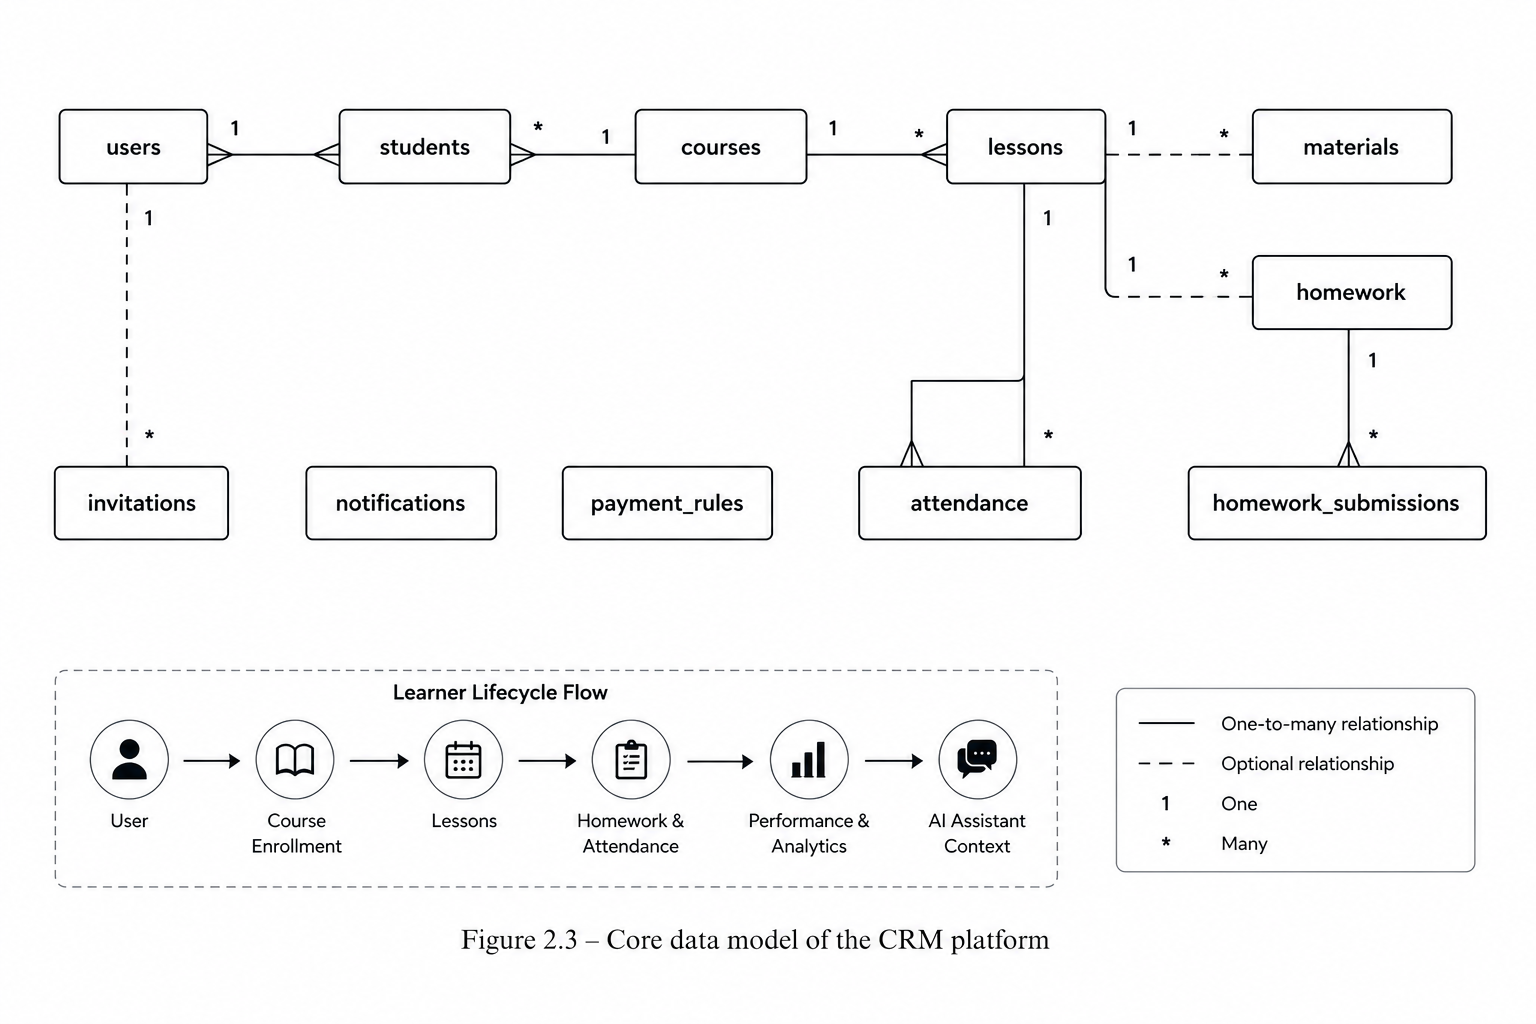 users
1
students
*
1
courses
1
*
lessons
1
*
materials
1
1
1
*
homework
1
*
*
*
invitations
notifications
payment_rules
attendance
homework_submissions
Learner Lifecycle Flow
User
Course
Enrollment
Lessons
Homework &
Attendance
Performance &
Analytics
AI Assistant
Context
One-to-many relationship
Optional relationship
1 One
* Many
Figure 2.3 – Core data model of the CRM platform